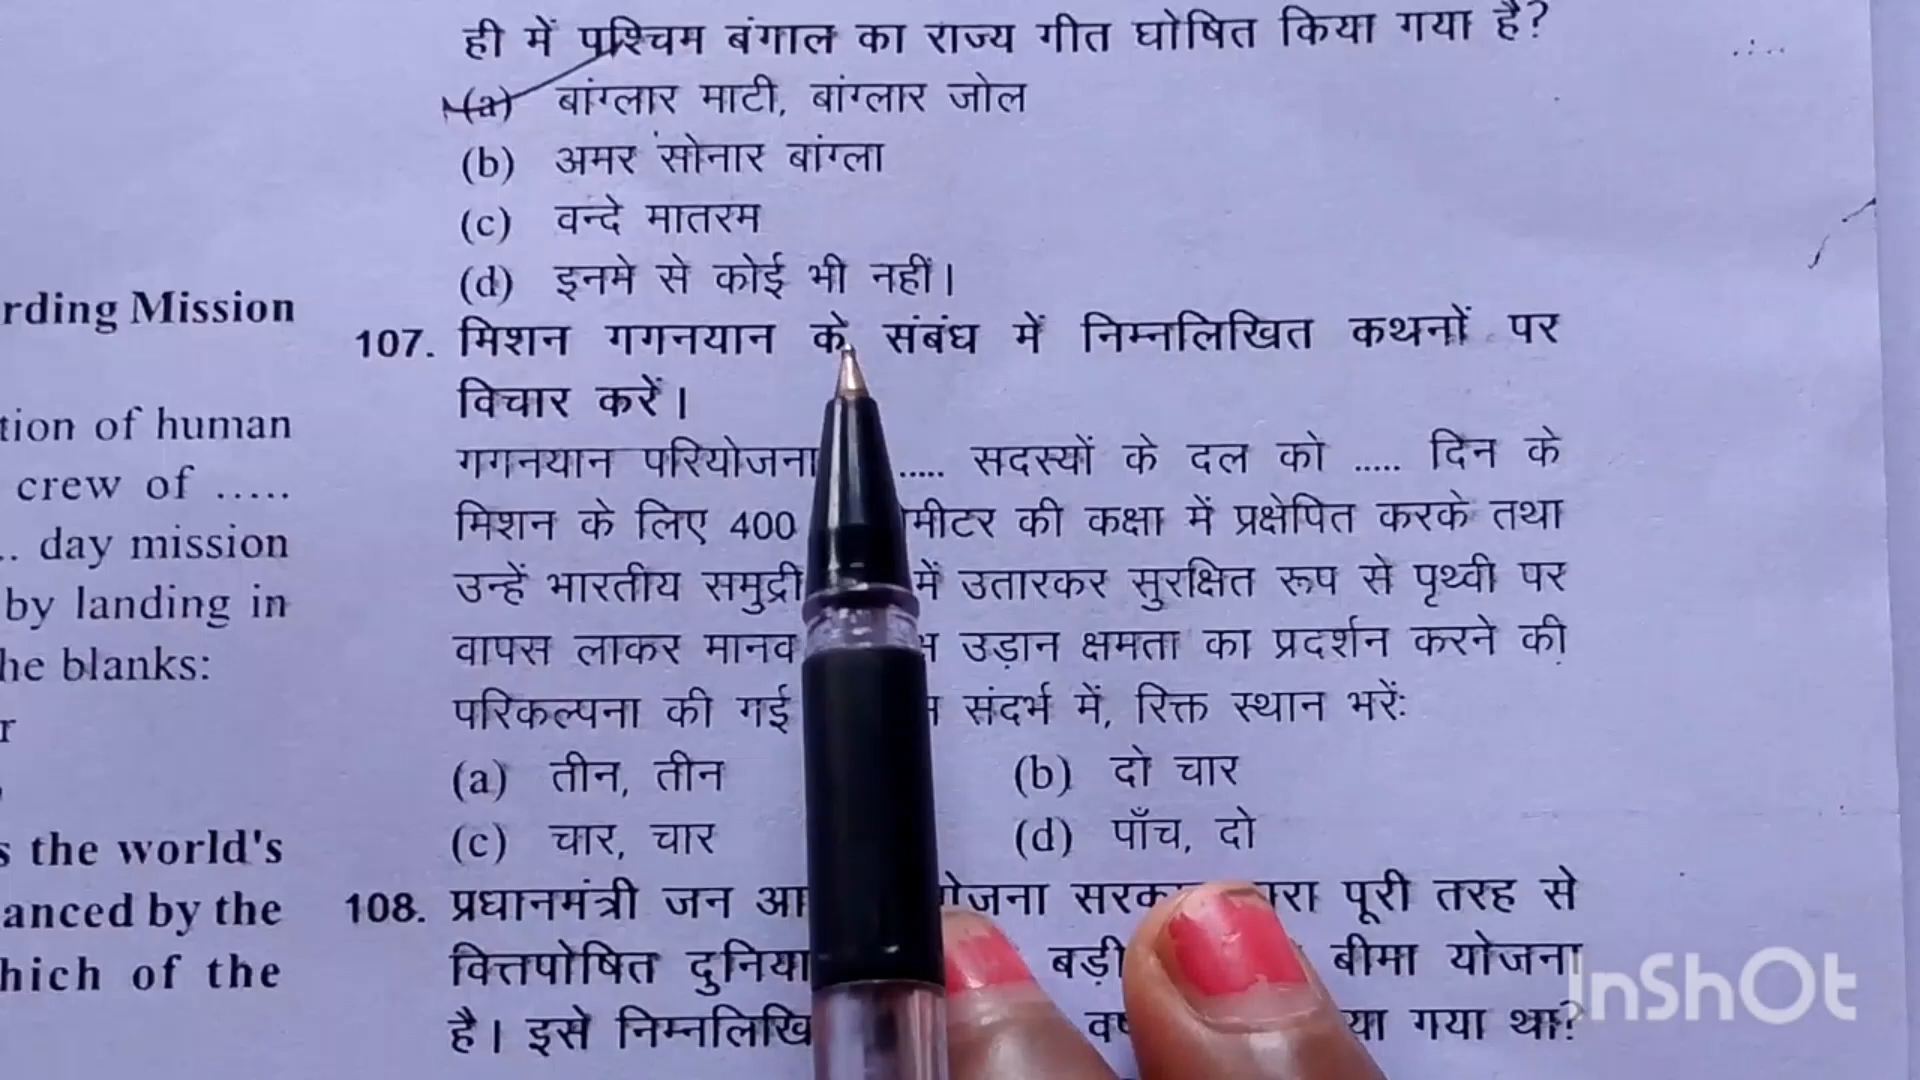 ही में पश्चिम बंगाल का राज्य गीत घोषित किया गया है?
(a) बांग्लार माटी, बांग्लार जोल
(b) अमर सोनार बांग्ला
(c) वन्दे मातरम
(d) इनमे से कोई भी नहीं।
rding Mission
107. मिशन गगनयान के संबंध में निम्नलिखित कथनों पर
विचार करें।
tion of human
गगनयान परियोजना ..... सदस्यों के दल को ..... दिन के
crew of .....
मिशन के लिए 400 मीटर की कक्षा में प्रक्षेपित करके तथा
.. day mission
उन्हें भारतीय समुद्री में उतारकर सुरक्षित रूप से पृथ्वी पर
by landing in
वापस लाकर मानव उड़ान क्षमता का प्रदर्शन करने की
he blanks:
परिकल्पना की गई संदर्भ में, रिक्त स्थान भरें:
r
(a) तीन, तीन (b) दो चार
(c) चार, चार (d) पाँच, दो
s the world's
108. प्रधानमंत्री जन आ योजना सरका पूरी तरह से
anced by the
वित्तपोषित दुनिया बड़ी बीमा योजना
hich of the
है। इसे निम्नलिखि गया था?
InShOt